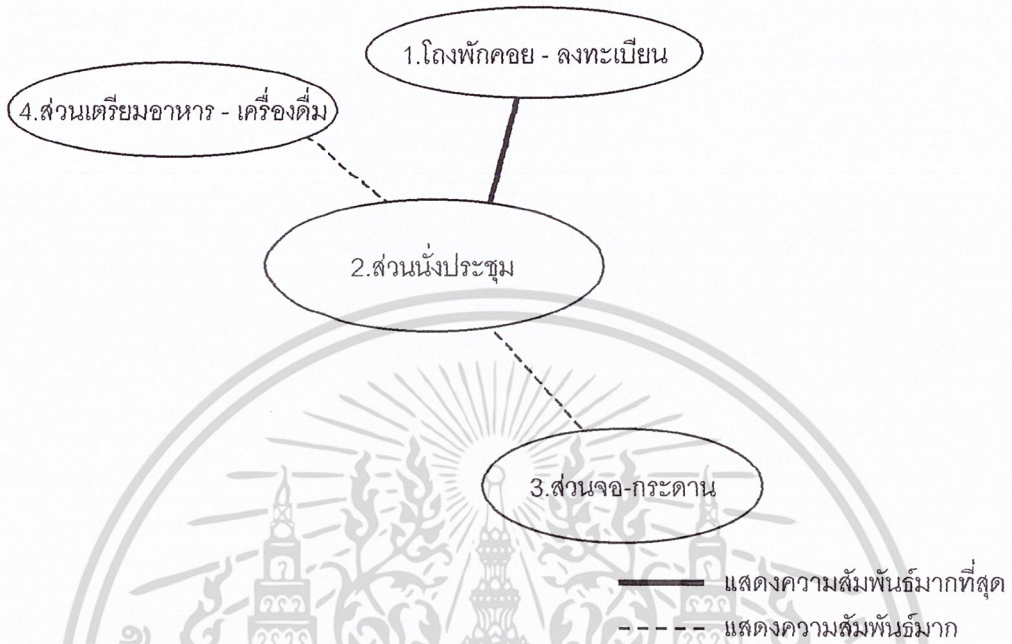 1.โถงพักคอย - ลงทะเบียน
4.ส่วนเตรียมอาหาร - เครื่องดื่ม
2.ส่วนนั่งประชุม
3.ส่วนจอ-กระดาน
แสดงความสัมพันธ์มากที่สุด
แสดงความสัมพันธ์มาก